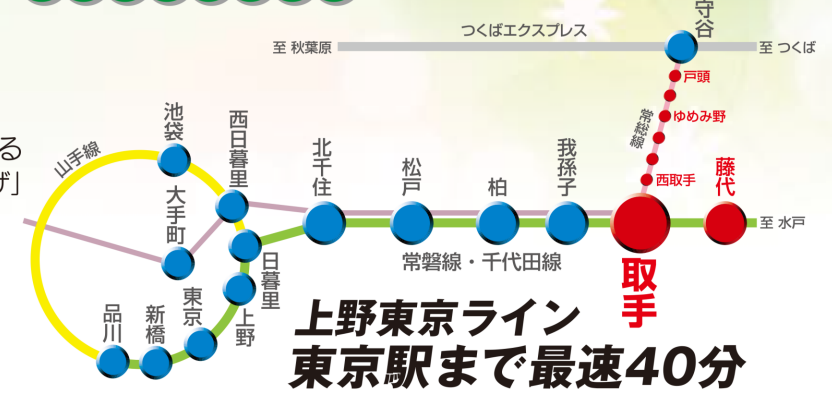 守谷
つくばエクスプレス
至 秋葉原
至 つくば
戸頭
ゆめみ野
常総線
西取手
る
池袋
西日暮里
北千住
松戸
柏
我孫子
藤代
山手線
大手町
至 水戸
常磐線・千代田線
取手
日暮里
上野
東京
新橋
品川
上野東京ライン
東京駅まで最速40分